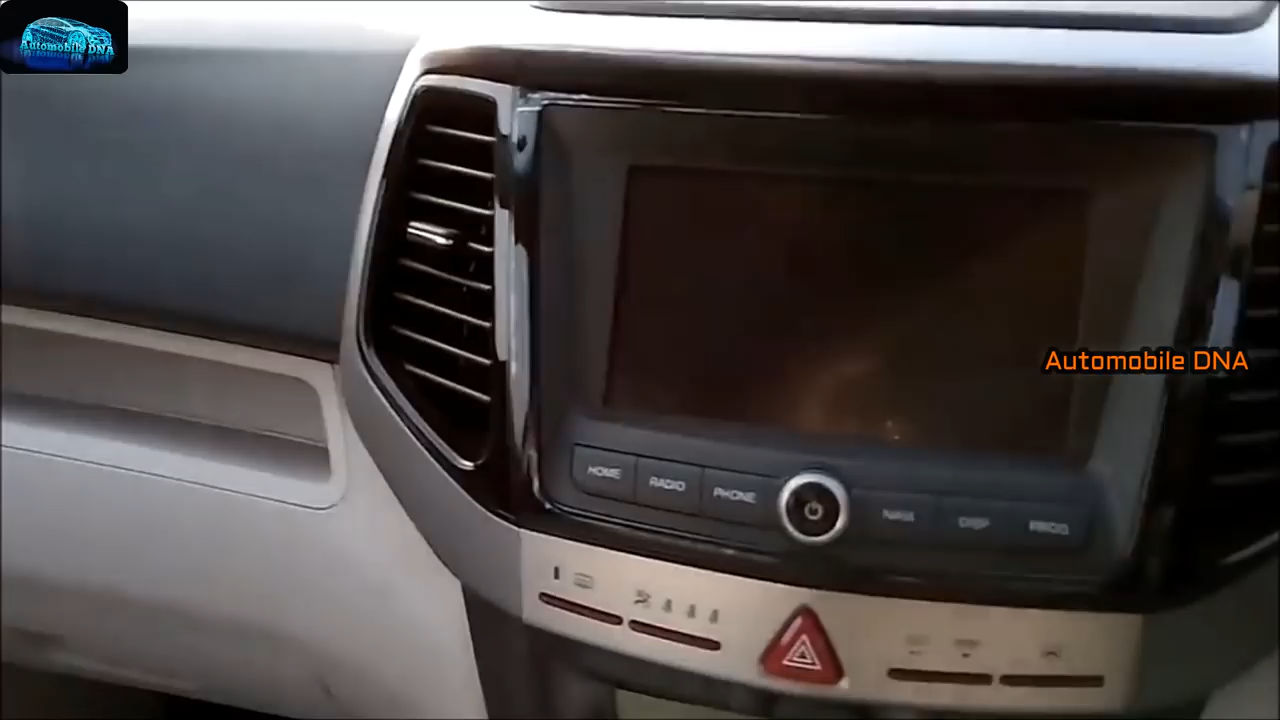 Automobile DNA
Automobile DNA
HOME
RADIO
PHONE
NAVI
DISP
PROG